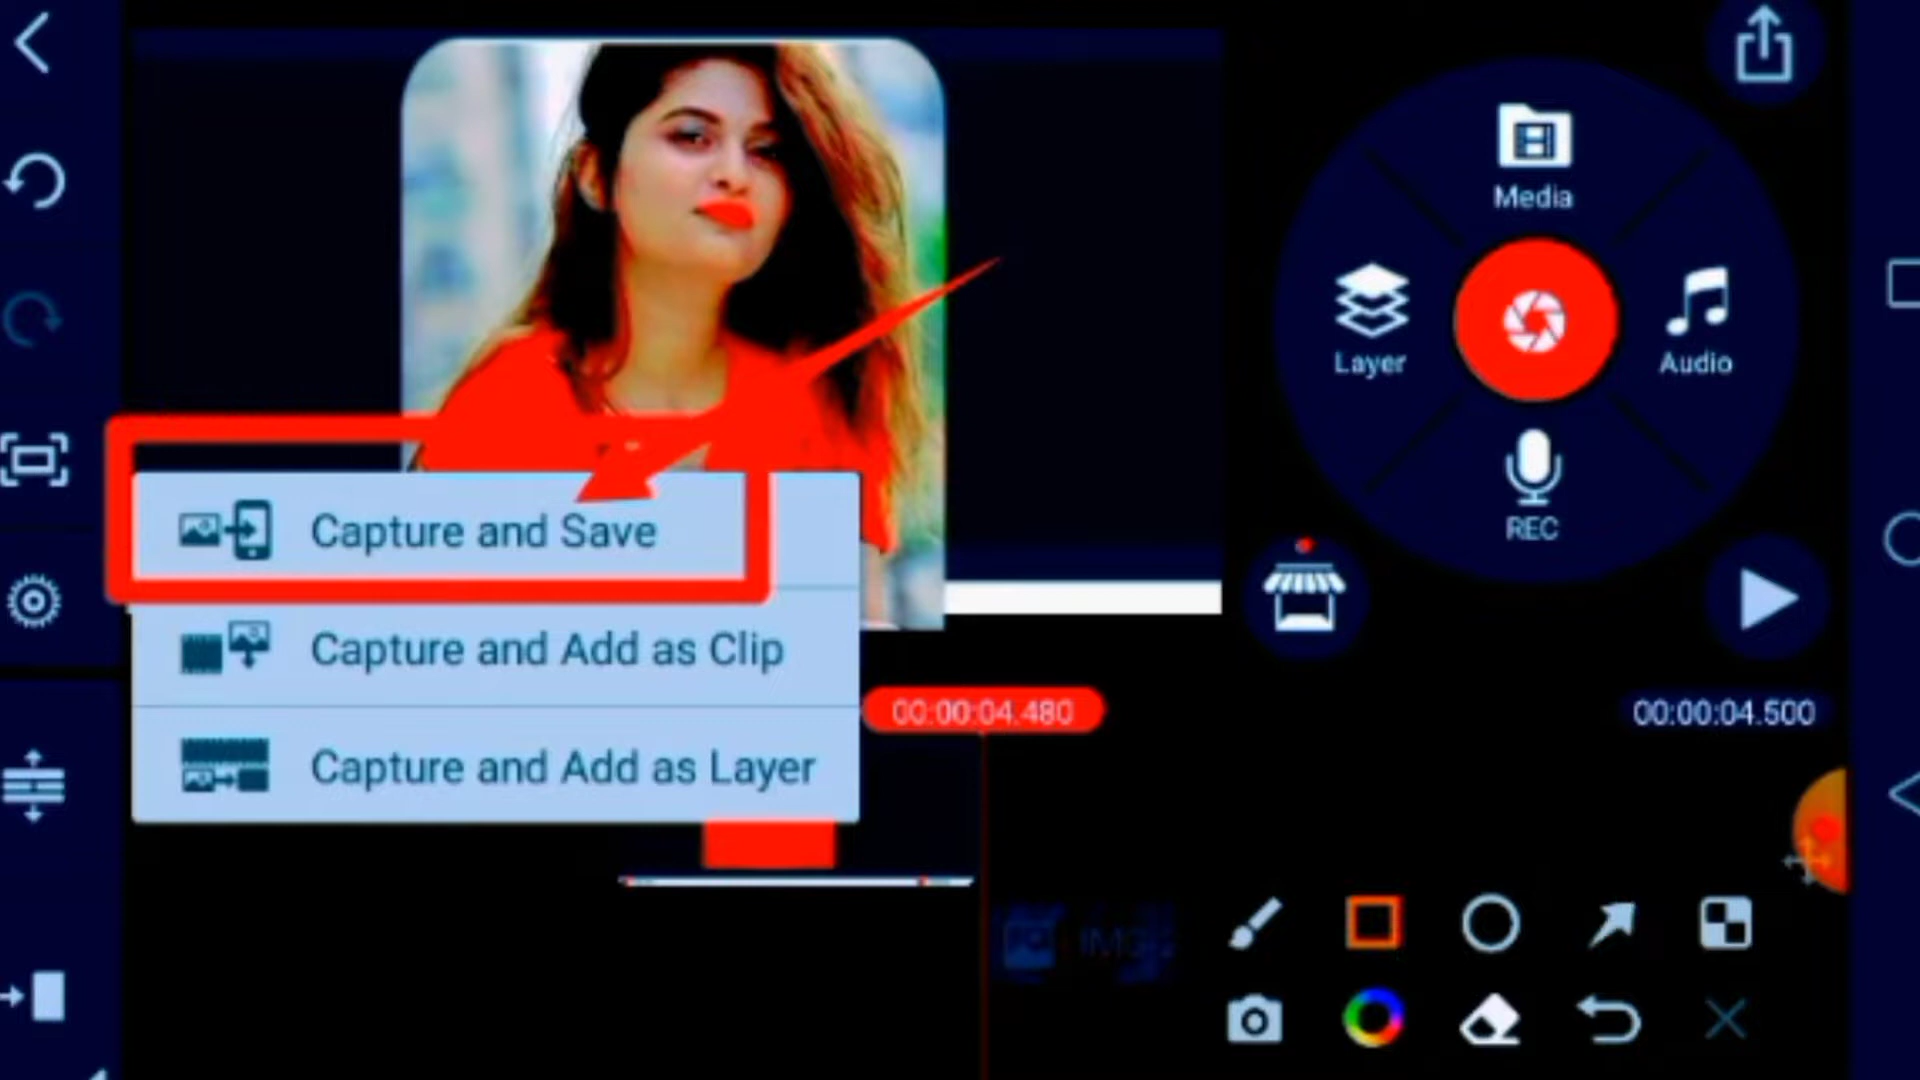 Media
Layer
Audio
REC
Capture and Save
Capture and Add as Clip
Capture and Add as Layer
00:00:04.480
00:00:04.500